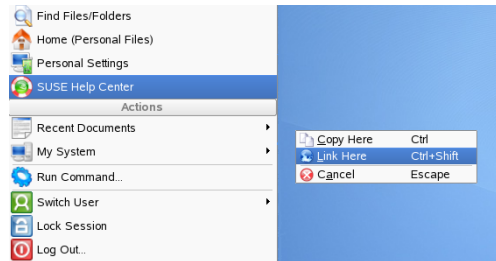 Find Files/Folders
Home (Personal Files)
Personal Settings
SUSE Help Center
Actions
Recent Documents
My System
Run Command...
Switch User
Lock Session
Log Out...
Copy Here Ctrl
Link Here Ctrl+Shift
Cancel Escape